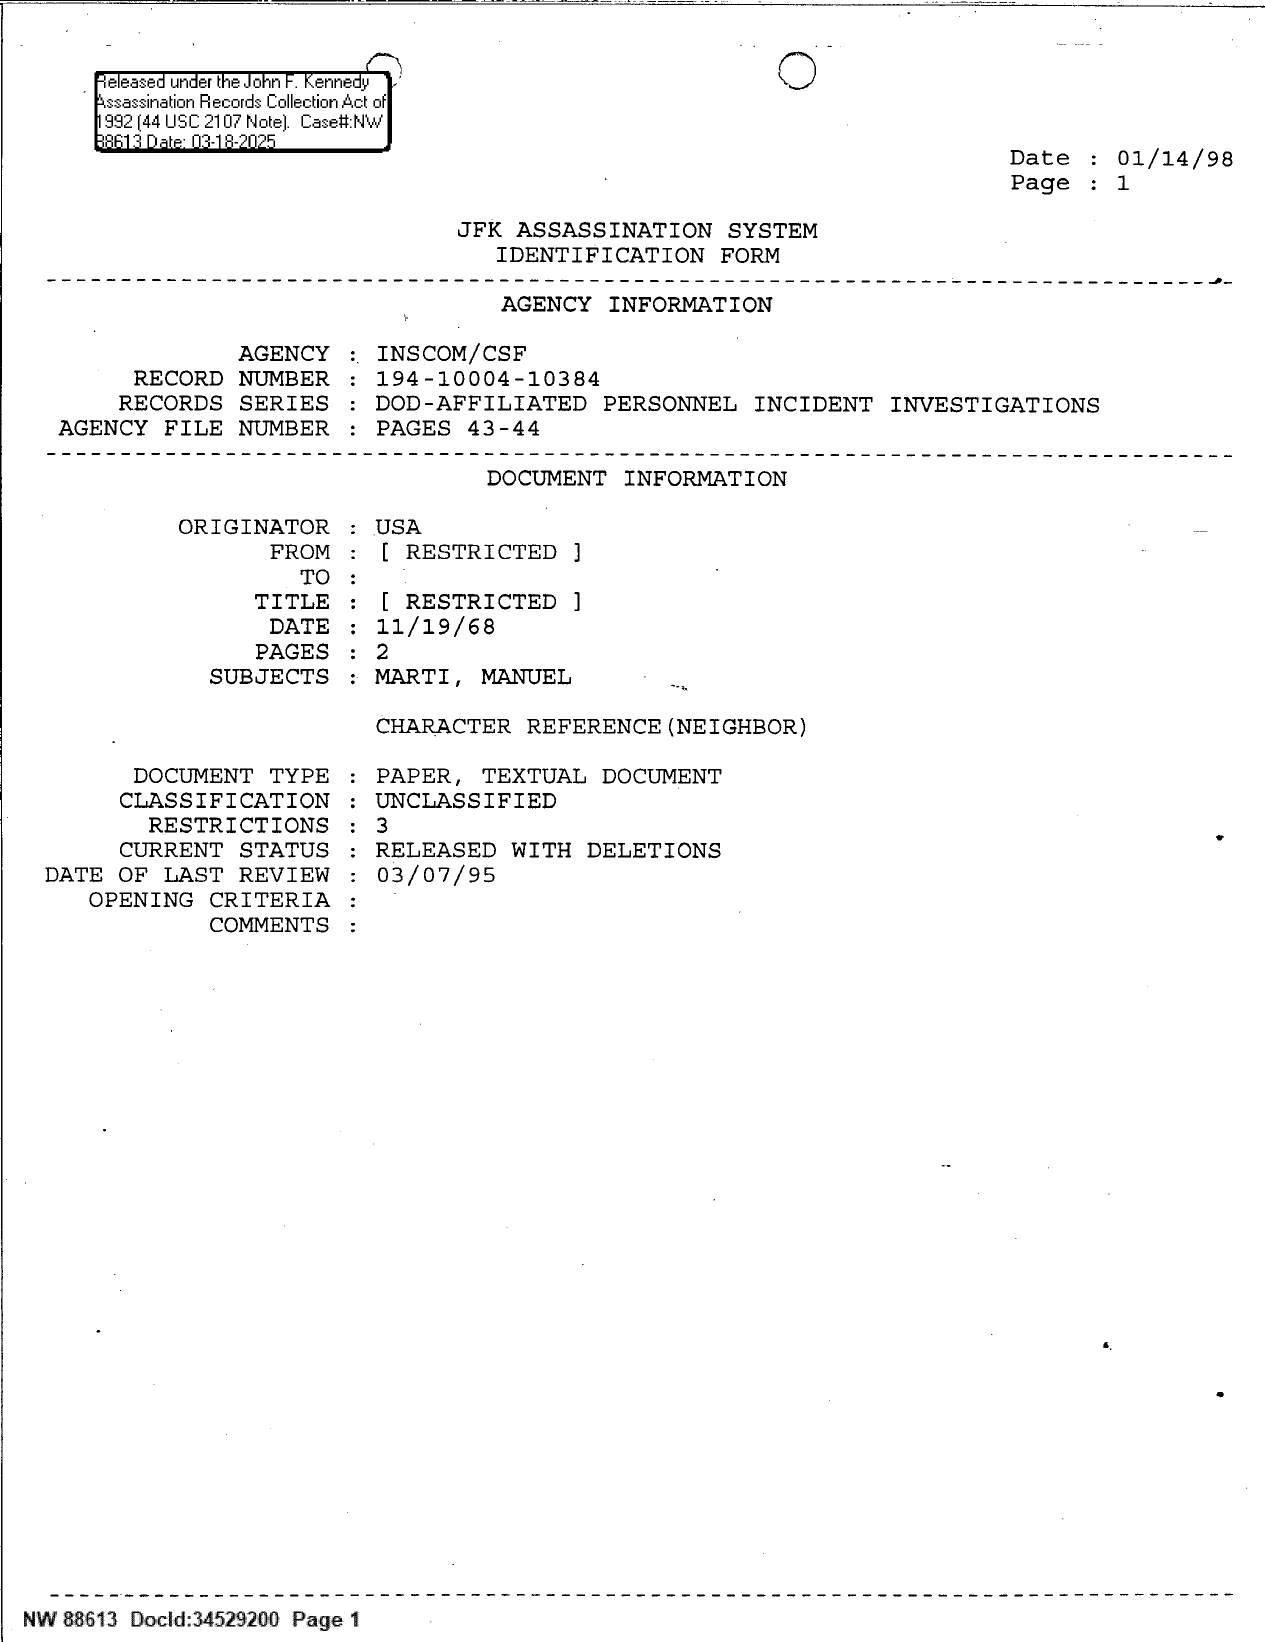 Released under the John F. Kennedy
Assassination Records Collection Act of
1992 (44 USC 2107 Note). Case#:NW
88613 Date: 03-18-2025
Date : 01/14/98
Page : 1
JFK ASSASSINATION SYSTEM
IDENTIFICATION FORM
AGENCY INFORMATION
AGENCY : INSCOM/CSF
RECORD NUMBER : 194-10004-10384
RECORDS SERIES : DOD-AFFILIATED PERSONNEL INCIDENT INVESTIGATIONS
AGENCY FILE NUMBER : PAGES 43-44
DOCUMENT INFORMATION
ORIGINATOR : USA
FROM : [ RESTRICTED ]
TO :
TITLE : [ RESTRICTED ]
DATE : 11/19/68
PAGES : 2
SUBJECTS : MARTI, MANUEL
CHARACTER REFERENCE(NEIGHBOR)
DOCUMENT TYPE : PAPER, TEXTUAL DOCUMENT
CLASSIFICATION : UNCLASSIFIED
RESTRICTIONS : 3
CURRENT STATUS : RELEASED WITH DELETIONS
DATE OF LAST REVIEW : 03/07/95
OPENING CRITERIA :
COMMENTS :
NW 88613 DocId:34529200 Page 1